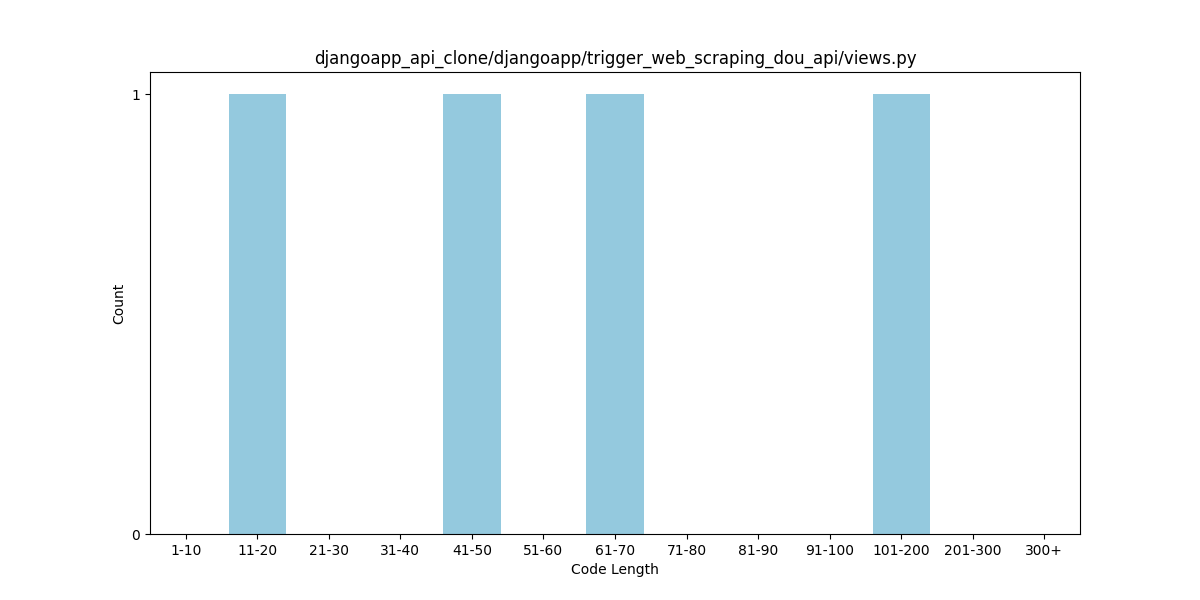 djangoapp_api_clone/djangoapp/trigger_web_scraping_dou_api/views.py
1
Count
0
1-10 11-20 21-30 31-40 41-50 51-60 61-70 71-80 81-90 91-100 101-200 201-300 300+
Code Length